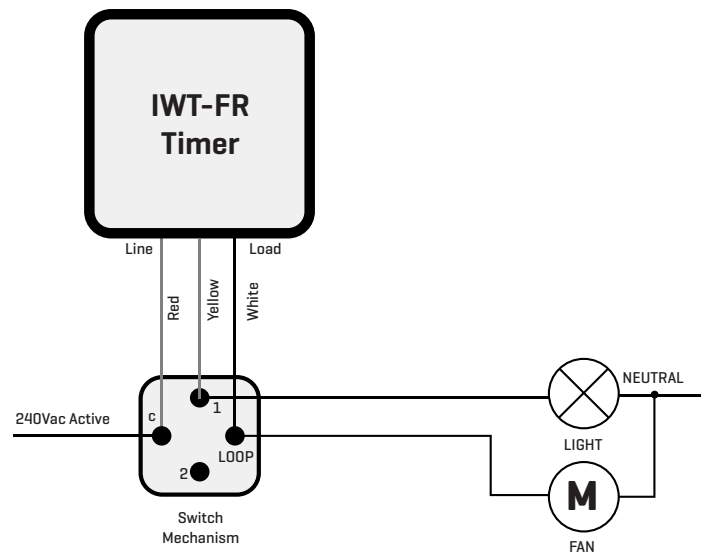 IWT-FR
Timer
Line
Load
Red
Yellow
White
240Vac Active
c
1
LOOP
2
Switch
Mechanism
NEUTRAL
LIGHT
M
FAN